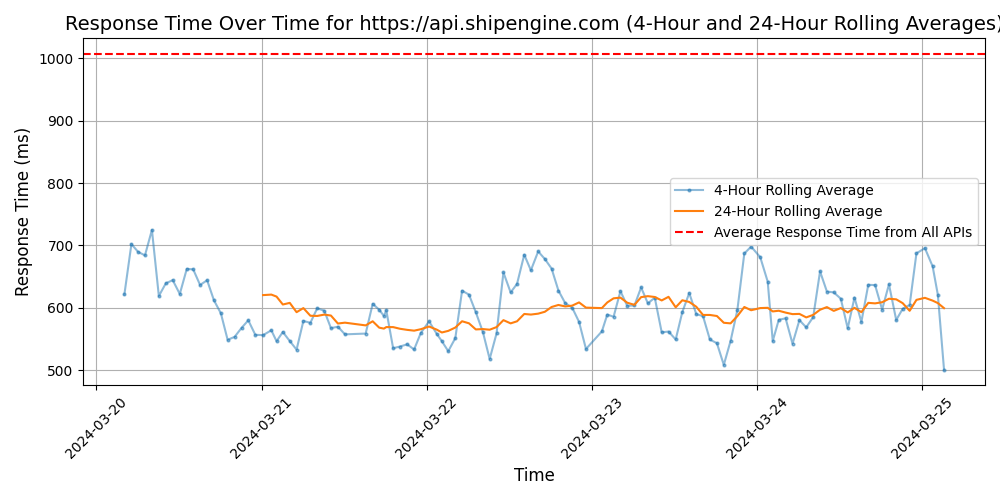 Response Time Over Time for https://api.shipengine.com (4-Hour and 24-Hour Rolling Averages)
Response Time (ms)
1000
900
800
700
600
500
4-Hour Rolling Average
24-Hour Rolling Average
Average Response Time from All APIs
2024-03-20
2024-03-21
2024-03-22
2024-03-23
2024-03-24
2024-03-25
Time